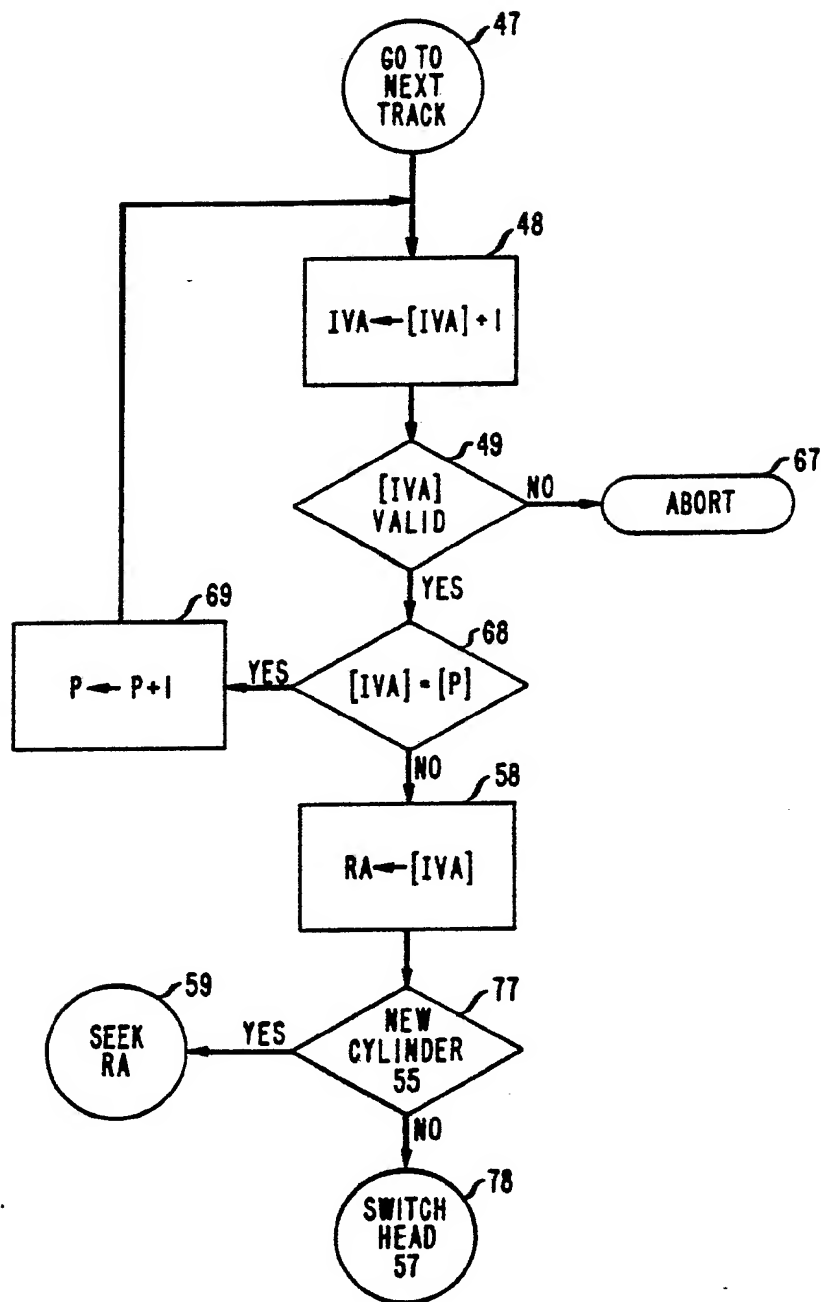 47
GO TO
NEXT
TRACK
48
IVA←[IVA]+1
49
[IVA]
VALID
NO
67
ABORT
YES
69
P← P+1
YES
68
[IVA]=[P]
NO
58
RA←[IVA]
59
SEEK
RA
YES
77
NEW
CYLINDER
55
NO
78
SWITCH
HEAD
57